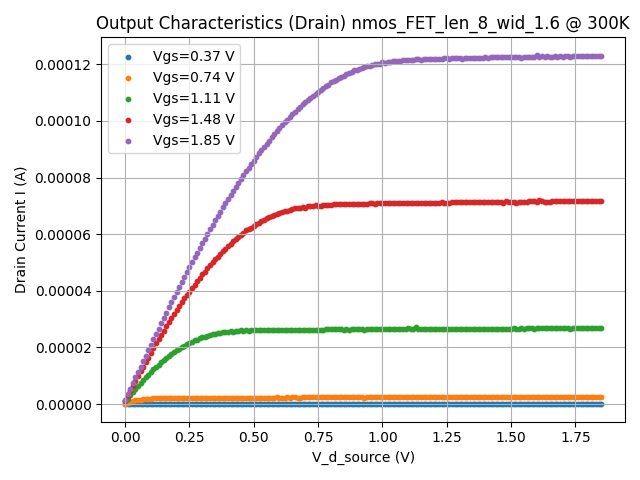 Output Characteristics (Drain) nmos_FET_len_8_wid_1.6 @ 300K
Vgs=0.37 V
Vgs=0.74 V
Vgs=1.11 V
Vgs=1.48 V
Vgs=1.85 V
Drain Current I (A)
0.00012
0.00010
0.00008
0.00006
0.00004
0.00002
0.00000
0.00 0.25 0.50 0.75 1.00 1.25 1.50 1.75
V_d_source (V)